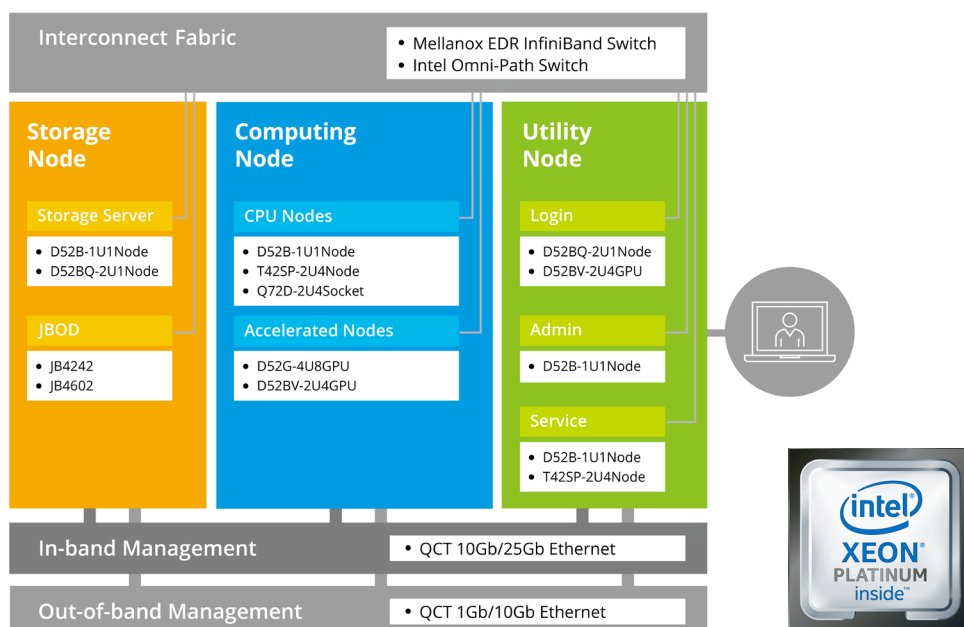 Interconnect Fabric
• Mellanox EDR InfiniBand Switch
• Intel Omni-Path Switch
Storage
Node
Storage Server
• D52B-1U1Node
• D52BQ-2U1Node
JBOD
• JB4242
• JB4602
Computing
Node
CPU Nodes
• D52B-1U1Node
• T42SP-2U4Node
• Q72D-2U4Socket
Accelerated Nodes
• D52G-4U8GPU
• D52BV-2U4GPU
Utility
Node
Login
• D52BQ-2U1Node
• D52BV-2U4GPU
Admin
• D52B-1U1Node
Service
• D52B-1U1Node
• T42SP-2U4Node
In-band Management
• QCT 10Gb/25Gb Ethernet
Out-of-band Management
• QCT 1Gb/10Gb Ethernet
intel
XEON®
PLATINUM
inside™